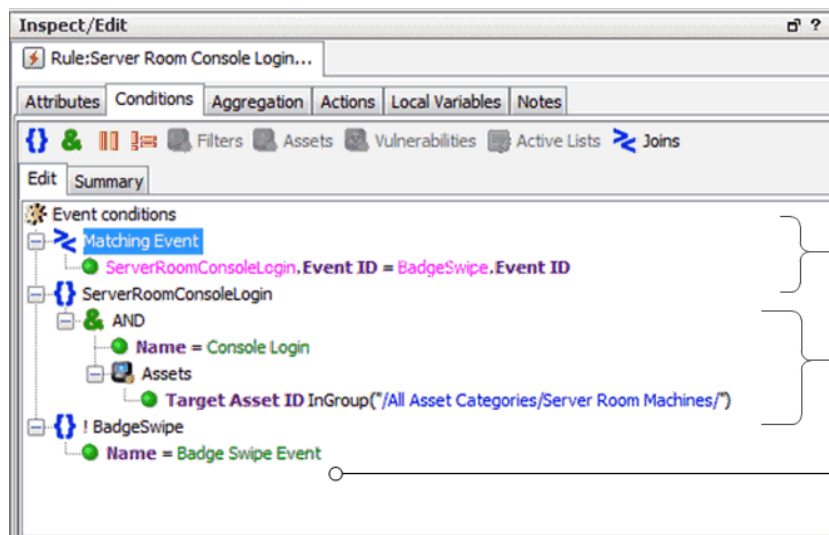 Inspect/Edit ?
Rule:Server Room Console Login...
Attributes Conditions Aggregation Actions Local Variables Notes
{} & Filters Assets Vulnerabilities Active Lists Joins
Edit Summary
Event conditions
Matching Event
ServerRoomConsoleLogin.Event ID = BadgeSwipe.Event ID
{} ServerRoomConsoleLogin
& AND
Name = Console Login
Assets
Target Asset ID InGroup("/All Asset Categories/Server Room Machines/")
{} ! BadgeSwipe
Name = Badge Swipe Event